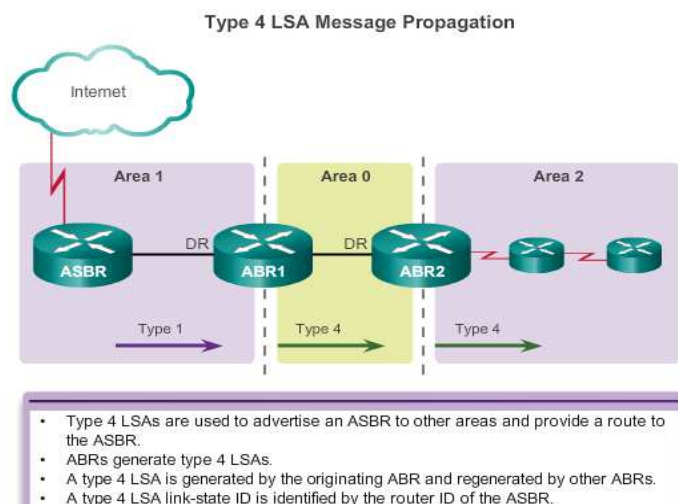 Type 4 LSA Message Propagation
Internet
Area 1
Area 0
Area 2
DR
DR
ASBR
ABR1
ABR2
Type 1
Type 4
Type 4
• Type 4 LSAs are used to advertise an ASBR to other areas and provide a route to
the ASBR.
• ABRs generate type 4 LSAs.
• A type 4 LSA is generated by the originating ABR and regenerated by other ABRs.
• A type 4 LSA link-state ID is identified by the router ID of the ASBR.